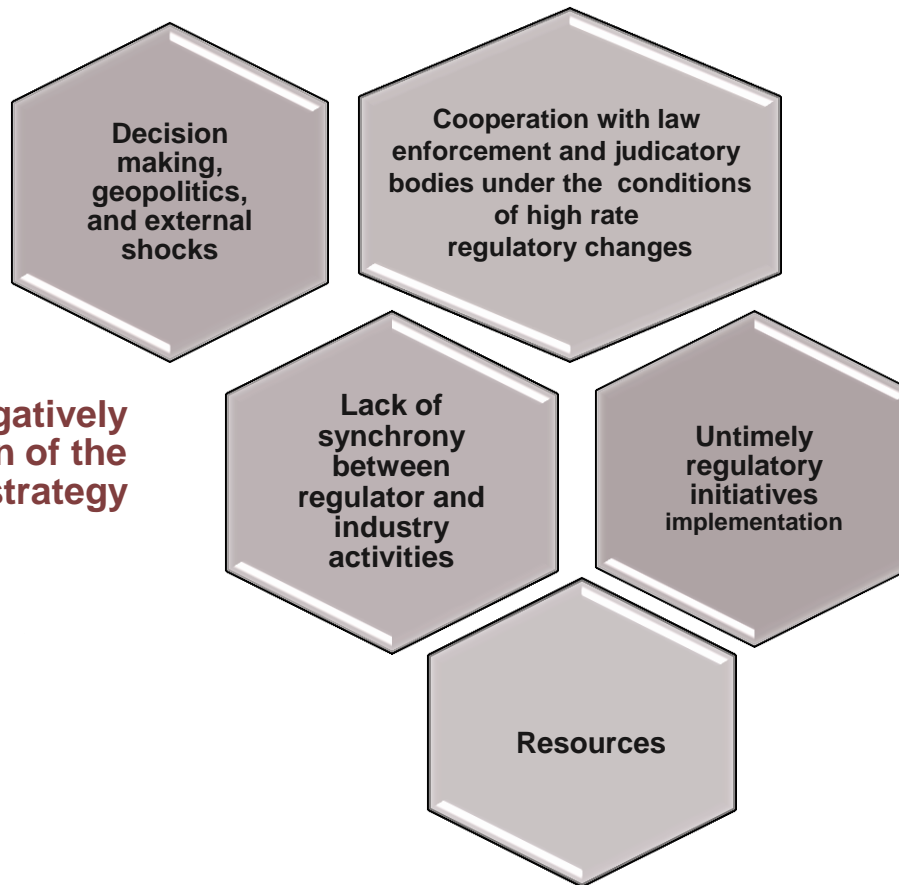 Decision
making,
geopolitics,
and external
shocks
Cooperation with law
enforcement and judicatory
bodies under the conditions
of high rate
regulatory changes
of the
strategy
Lack of
synchrony
between
regulator and
industry
activities
Untimely
regulatory
initiatives
implementation
Resources